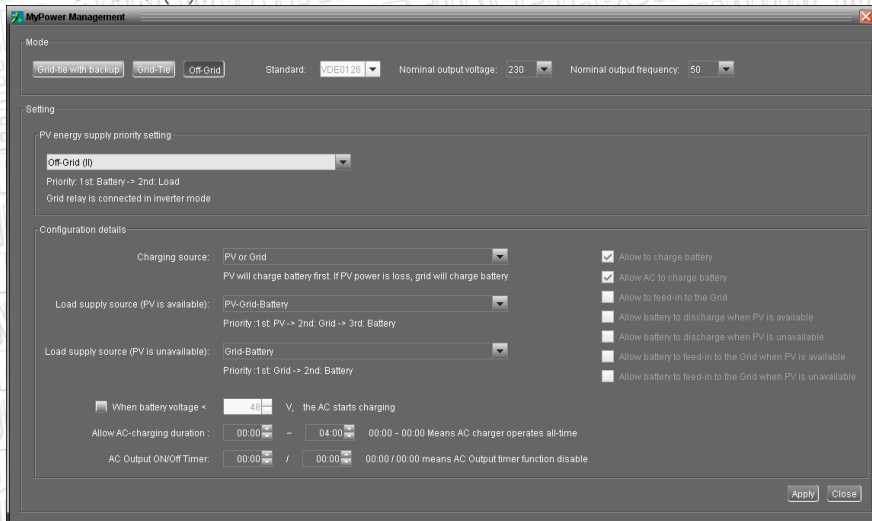 MyPower Management
Mode
Grid-tie with backup Grid-Tie Off-Grid Standard: VDE0126 Nominal output voltage: 230 Nominal output frequency: 50
Setting
PV energy supply priority setting
Off-Grid (II)
Priority: 1st: Battery -> 2nd: Load
Grid relay is connected in inverter mode
Configuration details
Charging source: PV or Grid
PV will charge battery first. If PV power is loss, grid will charge battery
Load supply source (PV is available): PV-Grid-Battery
Priority :1st: PV -> 2nd: Grid -> 3rd: Battery
Load supply source (PV is unavailable): Grid-Battery
Priority :1st: Grid -> 2nd: Battery
Allow to charge battery
Allow AC to charge battery
Allow to feed-in to the Grid
Allow battery to discharge when PV is available
Allow battery to discharge when PV is unavailable
Allow battery to feed-in to the Grid when PV is available
Allow battery to feed-in to the Grid when PV is unavailable
When battery voltage < 48 V, the AC starts charging
Allow AC-charging duration : 00:00 ~ 04:00 00:00 - 00:00 Means AC charger operates all-time
AC Output ON/Off Timer: 00:00 / 00:00 00:00 / 00:00 means AC Output timer function disable
Apply Close